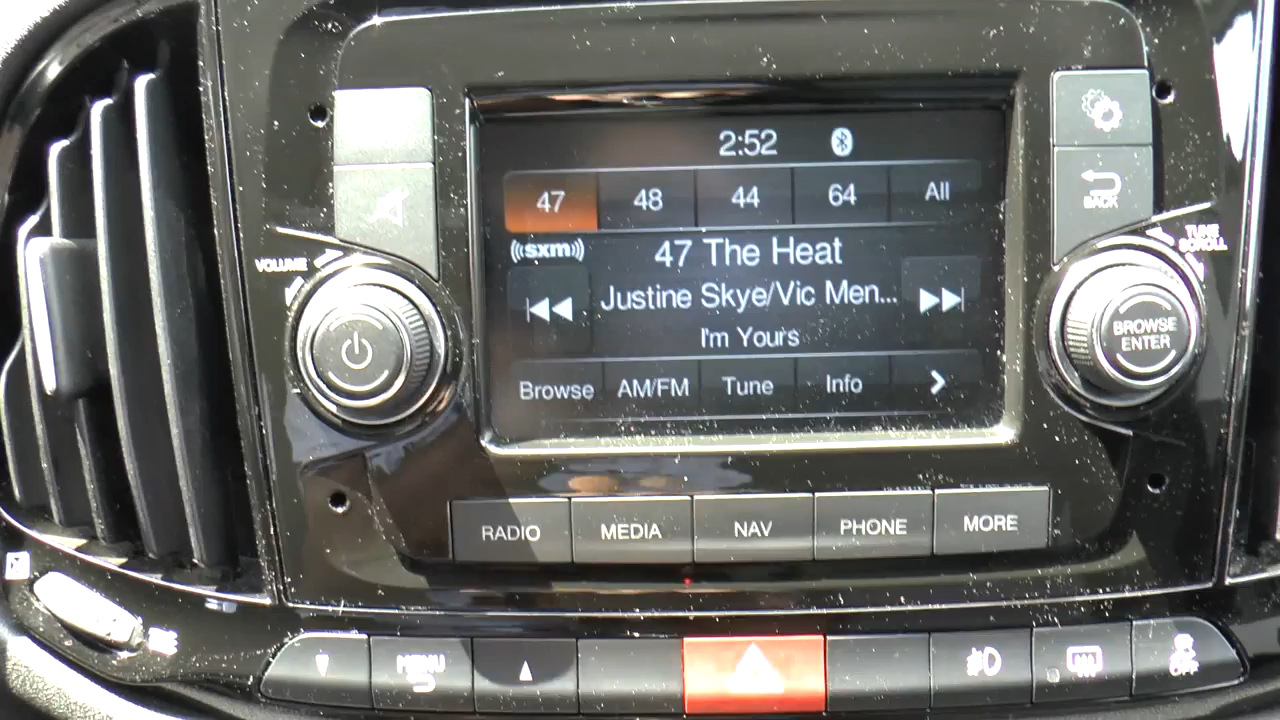 2:52
47 48 44 64 All
((sxm)) 47 The Heat
Justine Skye/Vic Men...
I'm Yours
Browse AM/FM Tune Info
VOLUME
BACK
TUNE
SCROLL
BROWSE
ENTER
RADIO MEDIA NAV PHONE MORE
MENU
OFF